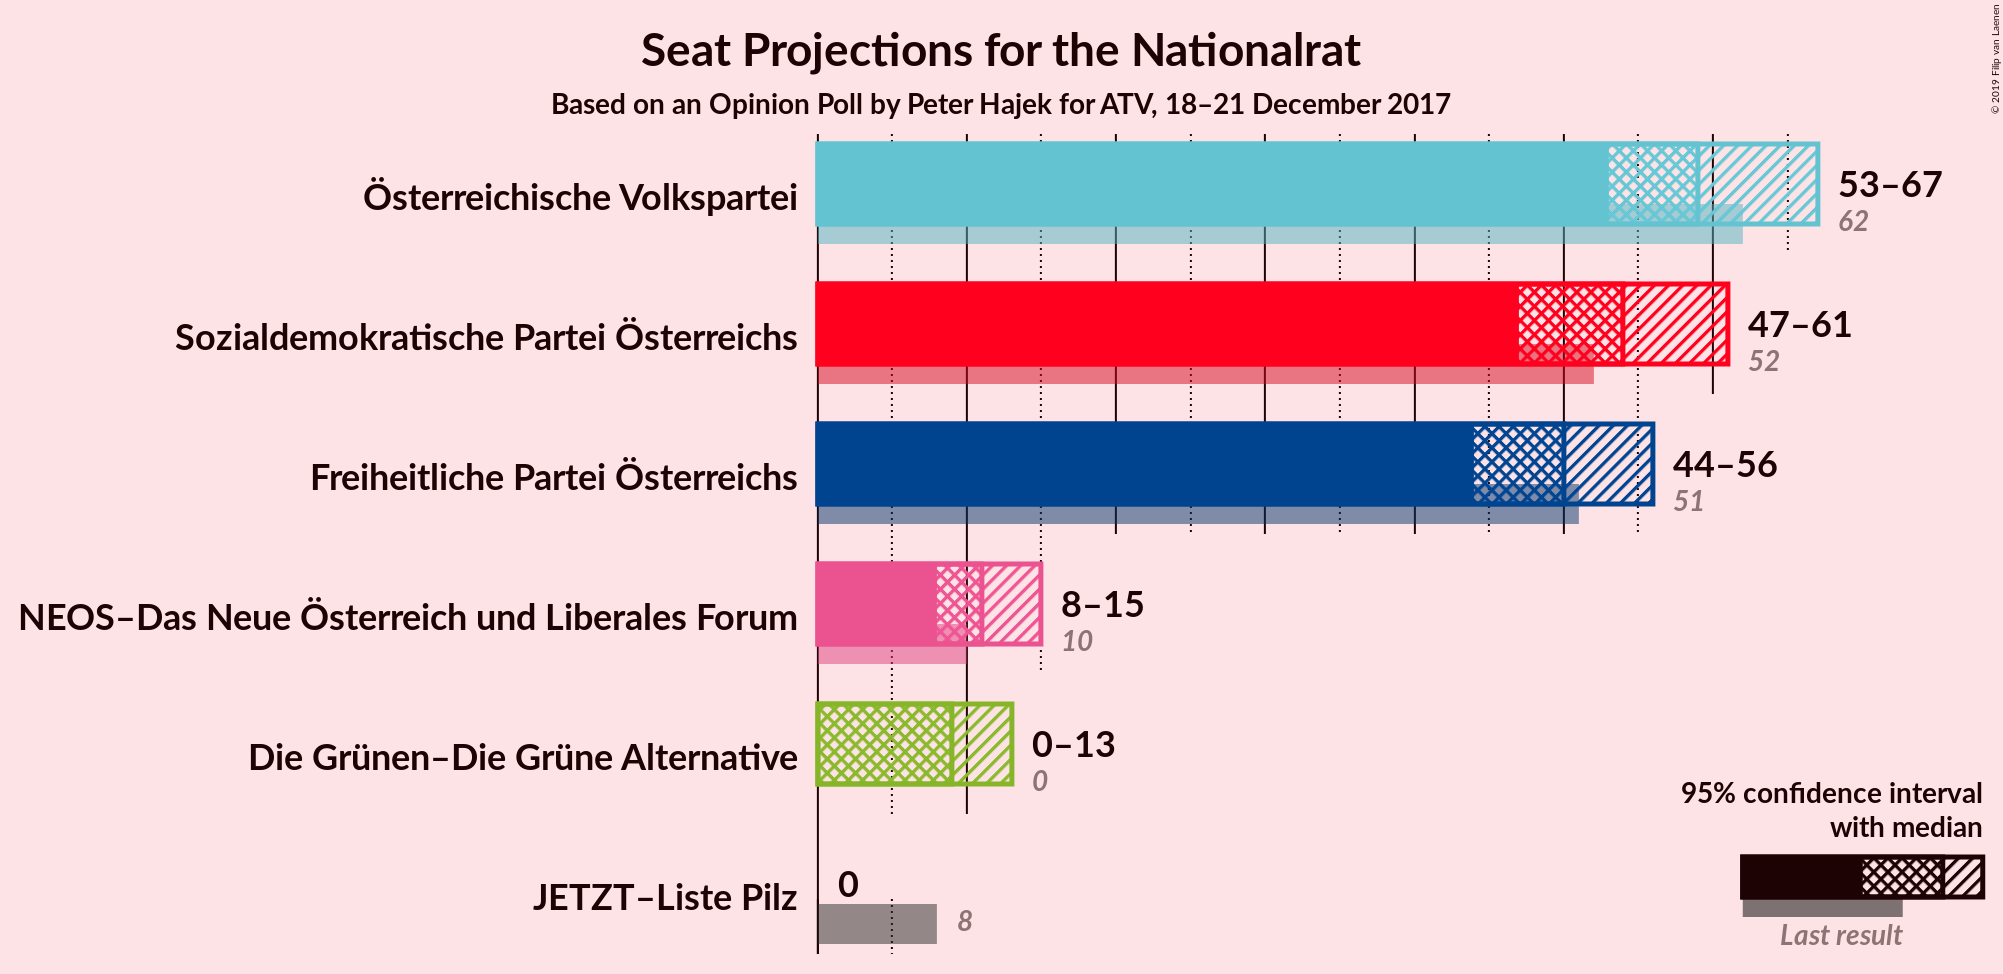 Seat Projections for the Nationalrat
Based on an Opinion Poll by Peter Hajek for ATV, 18–21 December 2017
© 2019 Filip van Laenen
Österreichische Volkspartei
53–67
62
Sozialdemokratische Partei Österreichs
47–61
52
Freiheitliche Partei Österreichs
44–56
51
NEOS–Das Neue Österreich und Liberales Forum
8–15
10
Die Grünen–Die Grüne Alternative
0–13
0
JETZT–Liste Pilz
0
8
95% confidence interval
with median
Last result